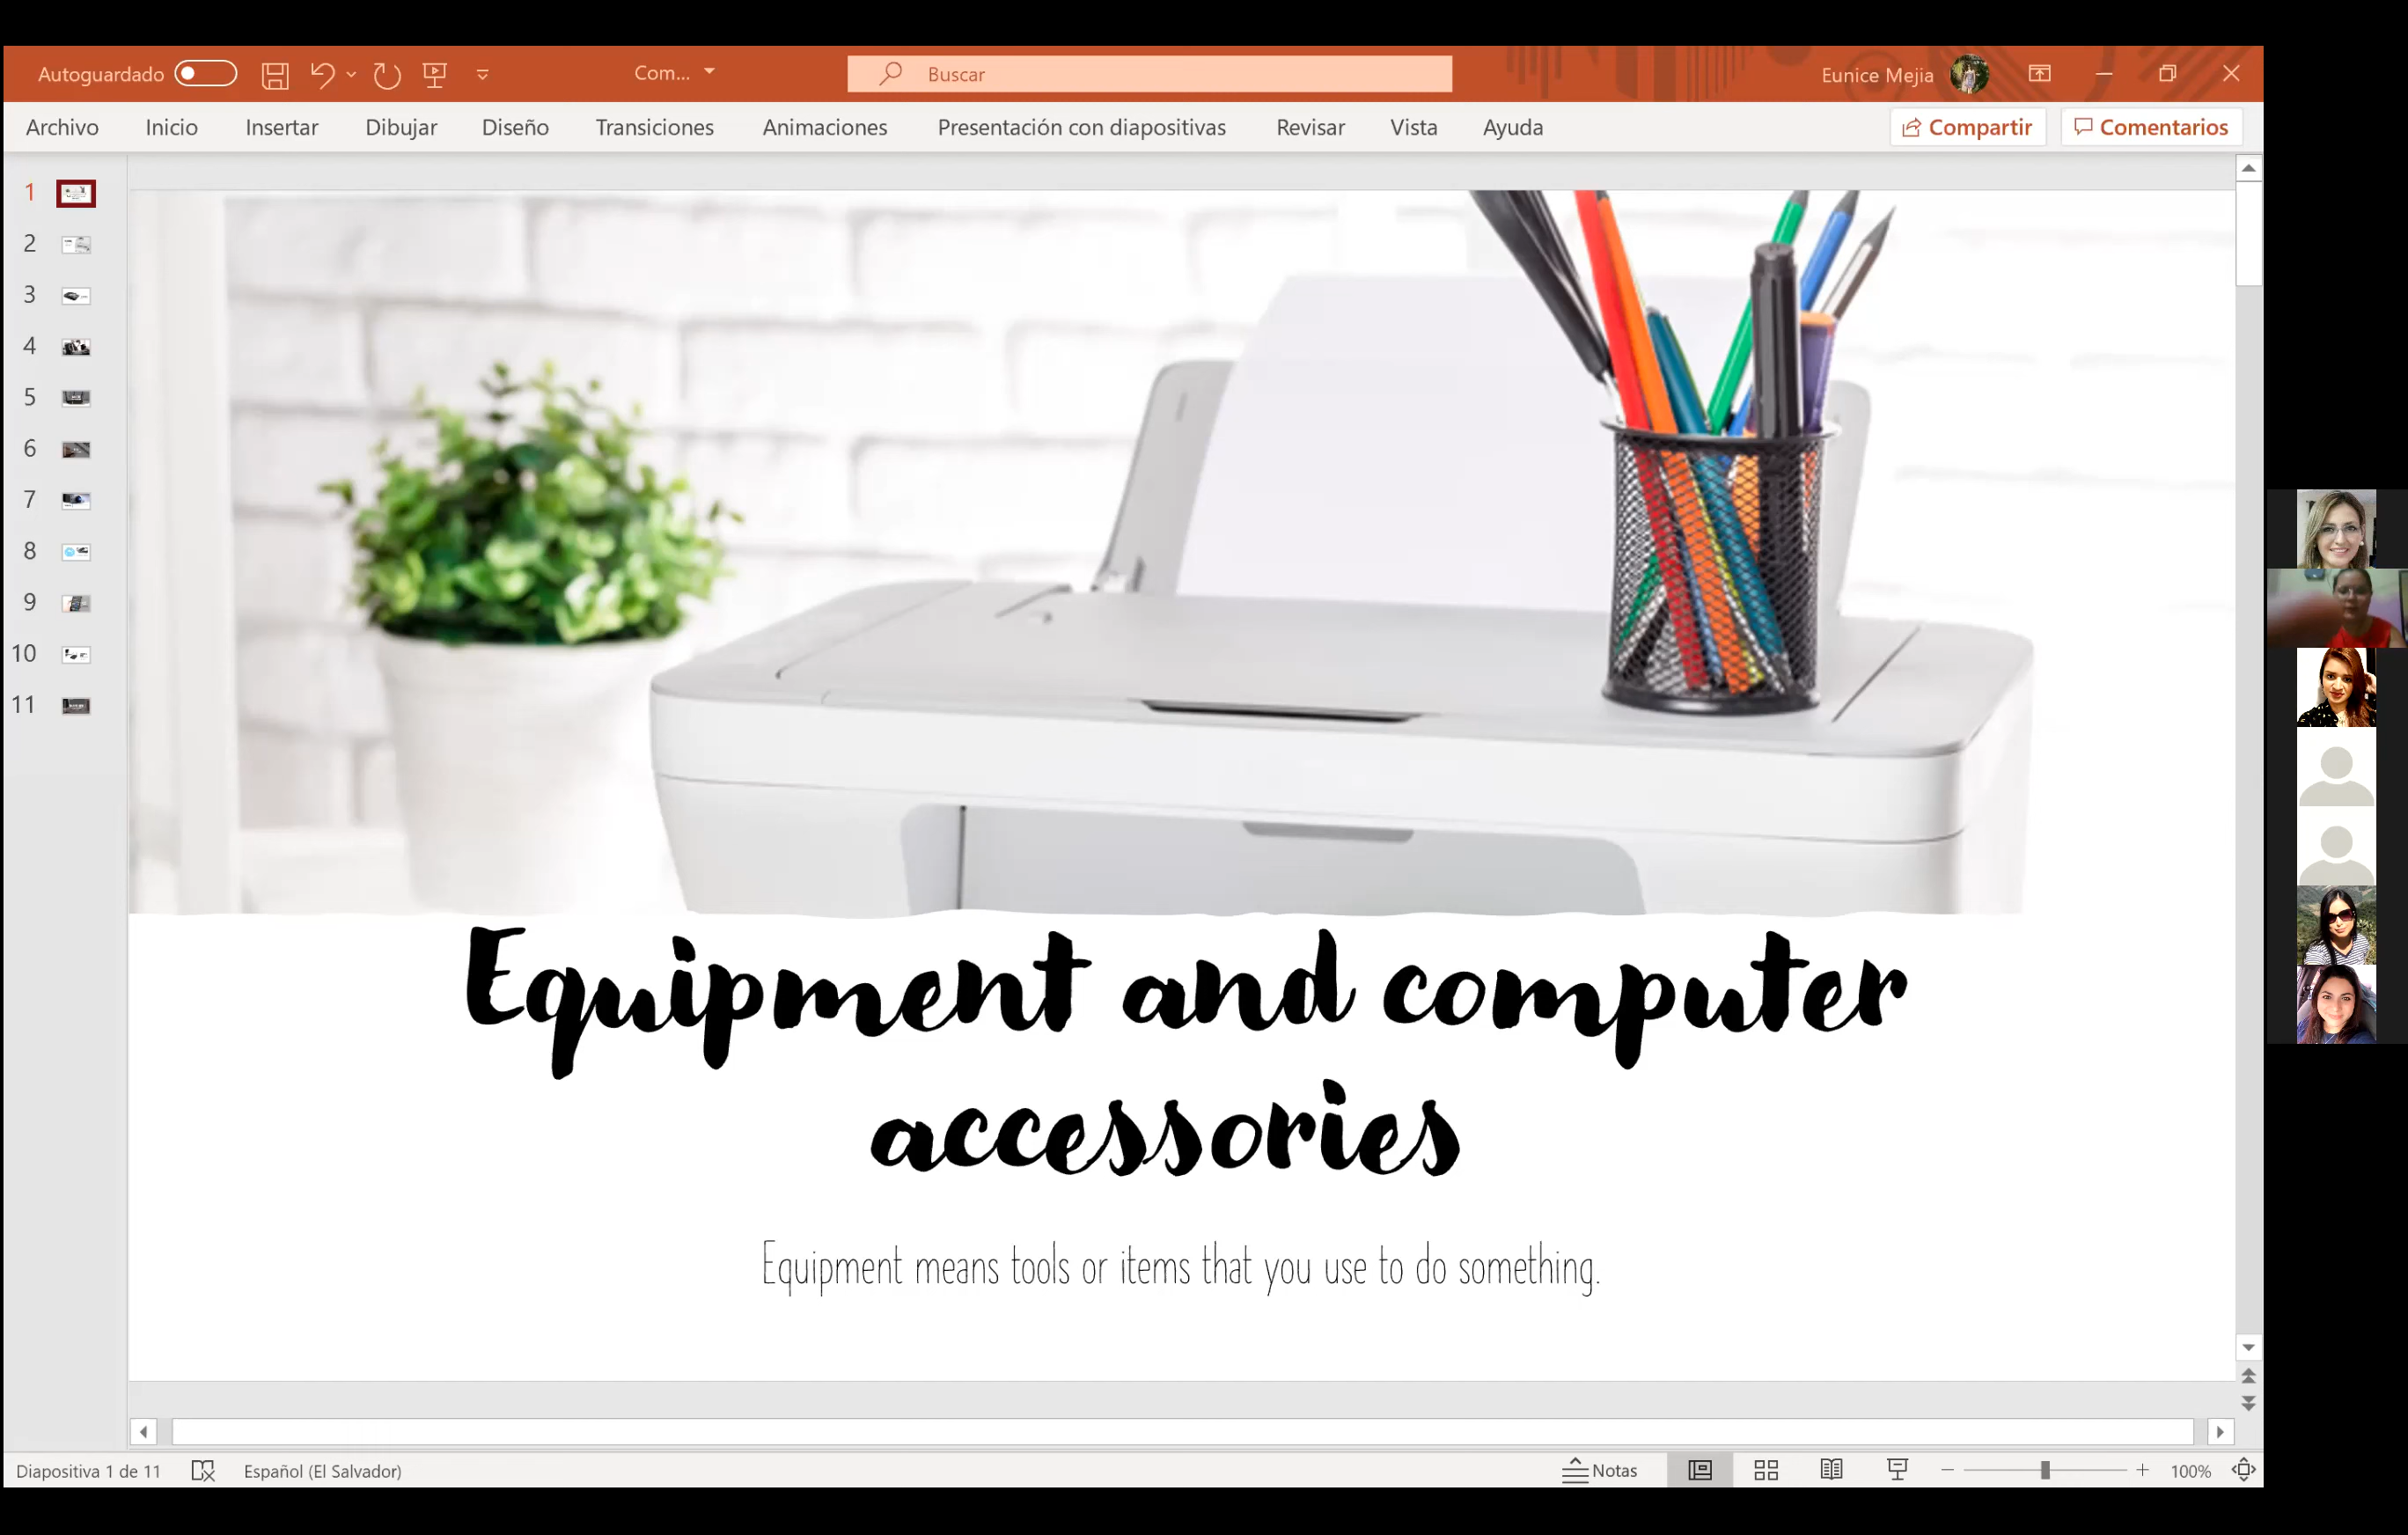 Autoguardado
Com...
Buscar
Eunice Mejia
Archivo Inicio Insertar Dibujar Diseño Transiciones Animaciones Presentación con diapositivas Revisar Vista Ayuda Compartir Comentarios
1
2
3
4
5
6
7
8
9
10
11
Equipment and computer
accessories
Equipment means tools or items that you use to do something.
Diapositiva 1 de 11 Español (El Salvador) Notas 100%